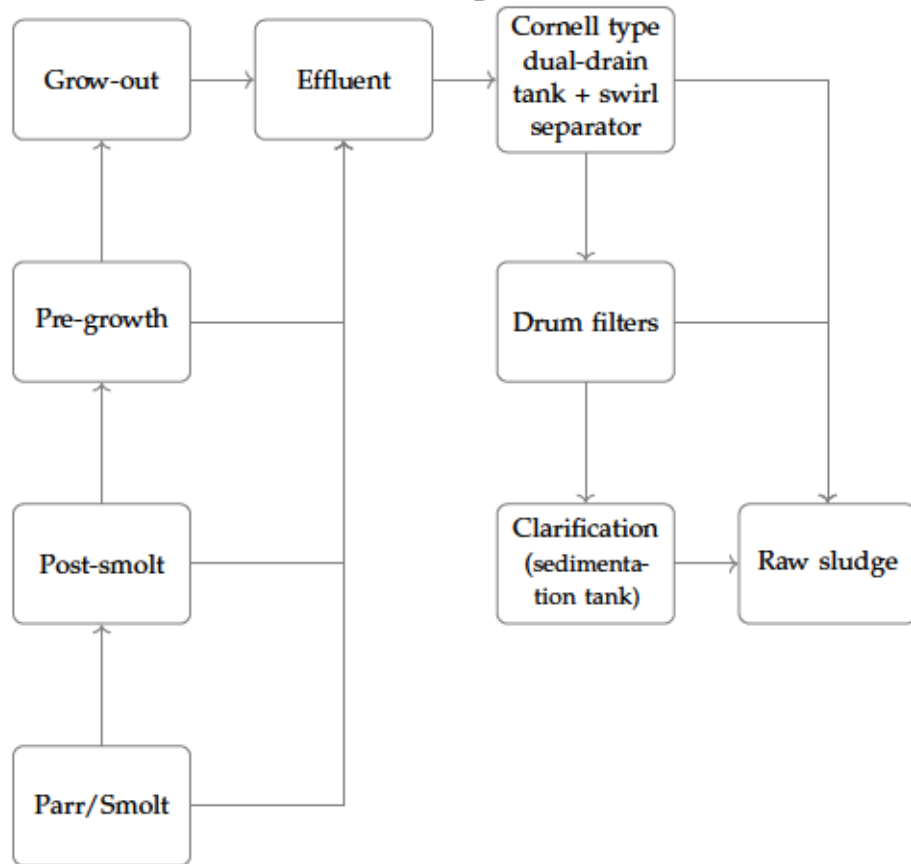 Grow-out
Effluent
Cornell type
dual-drain
tank + swirl
separator
Pre-growth
Drum filters
Post-smolt
Clarification
(sedimenta-
tion tank)
Raw sludge
Parr/Smolt